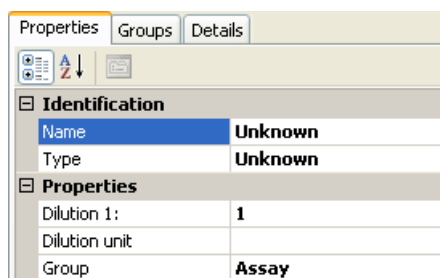 Properties Groups Details
A
Z
Identification
Name Unknown
Type Unknown
Properties
Dilution 1: 1
Dilution unit
Group Assay